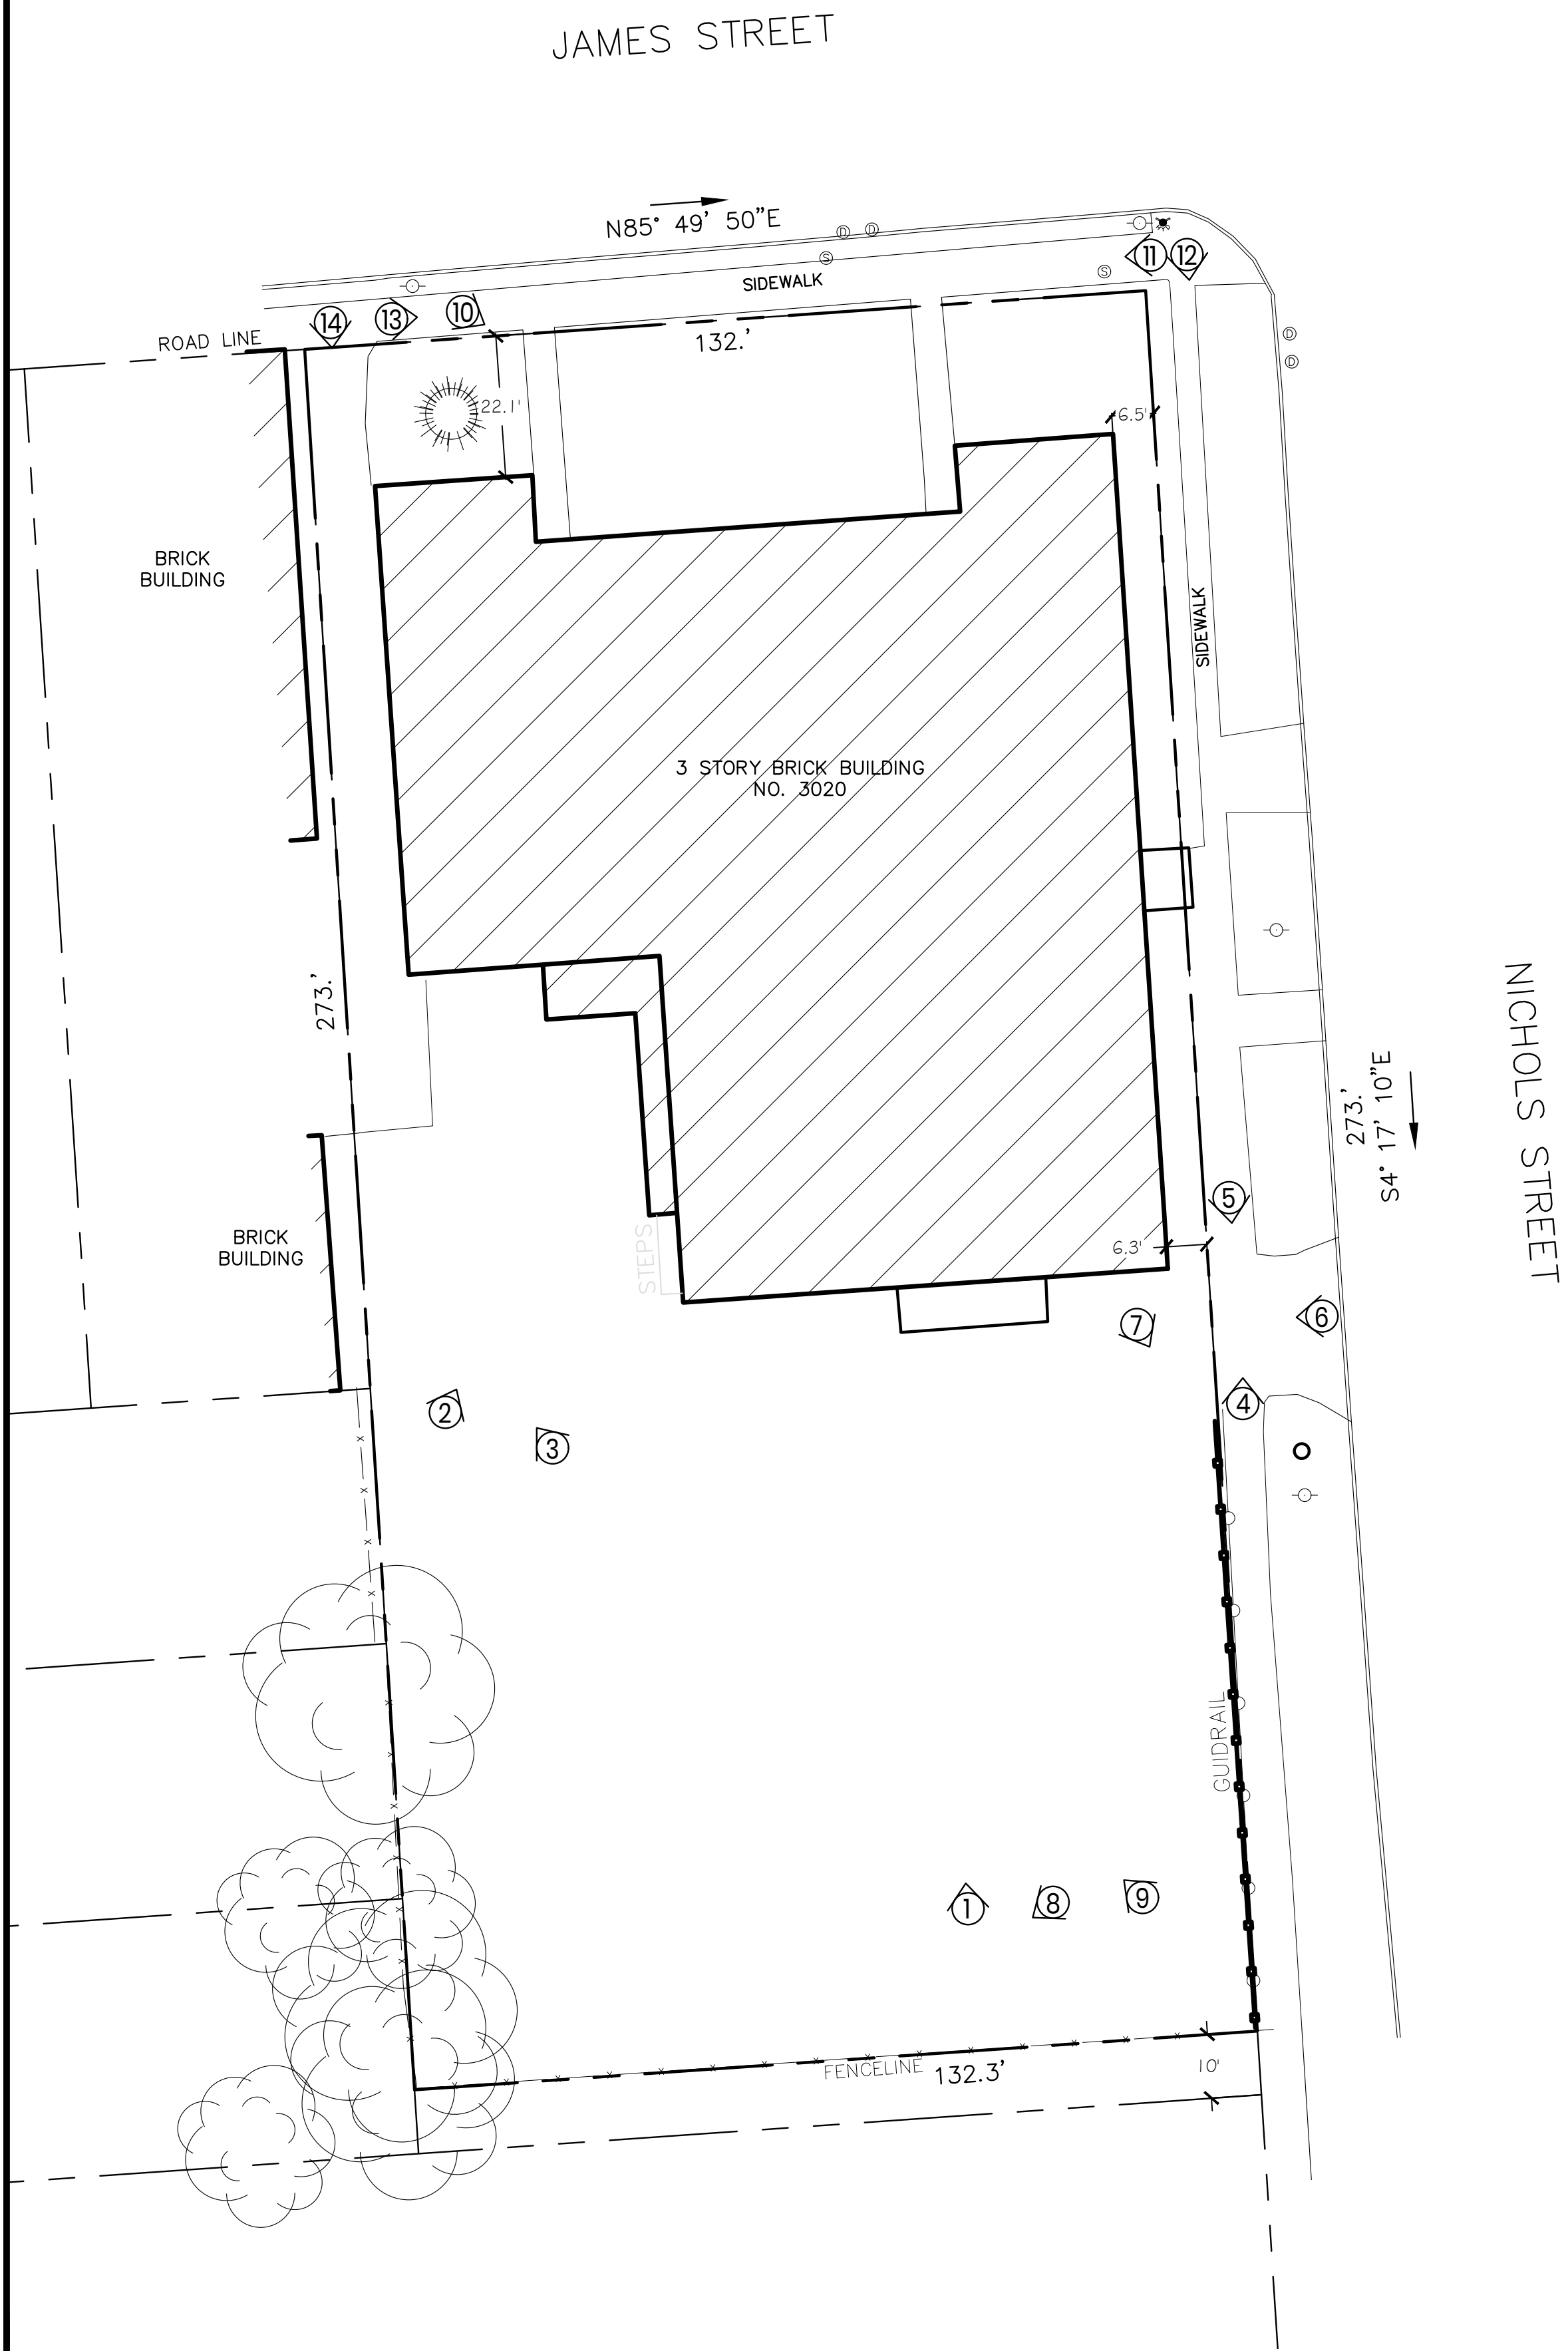 JAMES STREET
N85° 49' 50"E
D D
S
S
SIDEWALK
11 12
14 13 10
ROAD LINE
132.'
D
D
22.1'
6.5'
BRICK
BUILDING
SIDEWALK
3 STORY BRICK BUILDING
NO. 3020
273.'
NICHOLS STREET
273.'
S4° 17' 10"E
5
BRICK
BUILDING
STEPS
6.3'
7
6
2
3
4
GUIDRAIL
1 8 9
FENCELINE 132.3'
10'